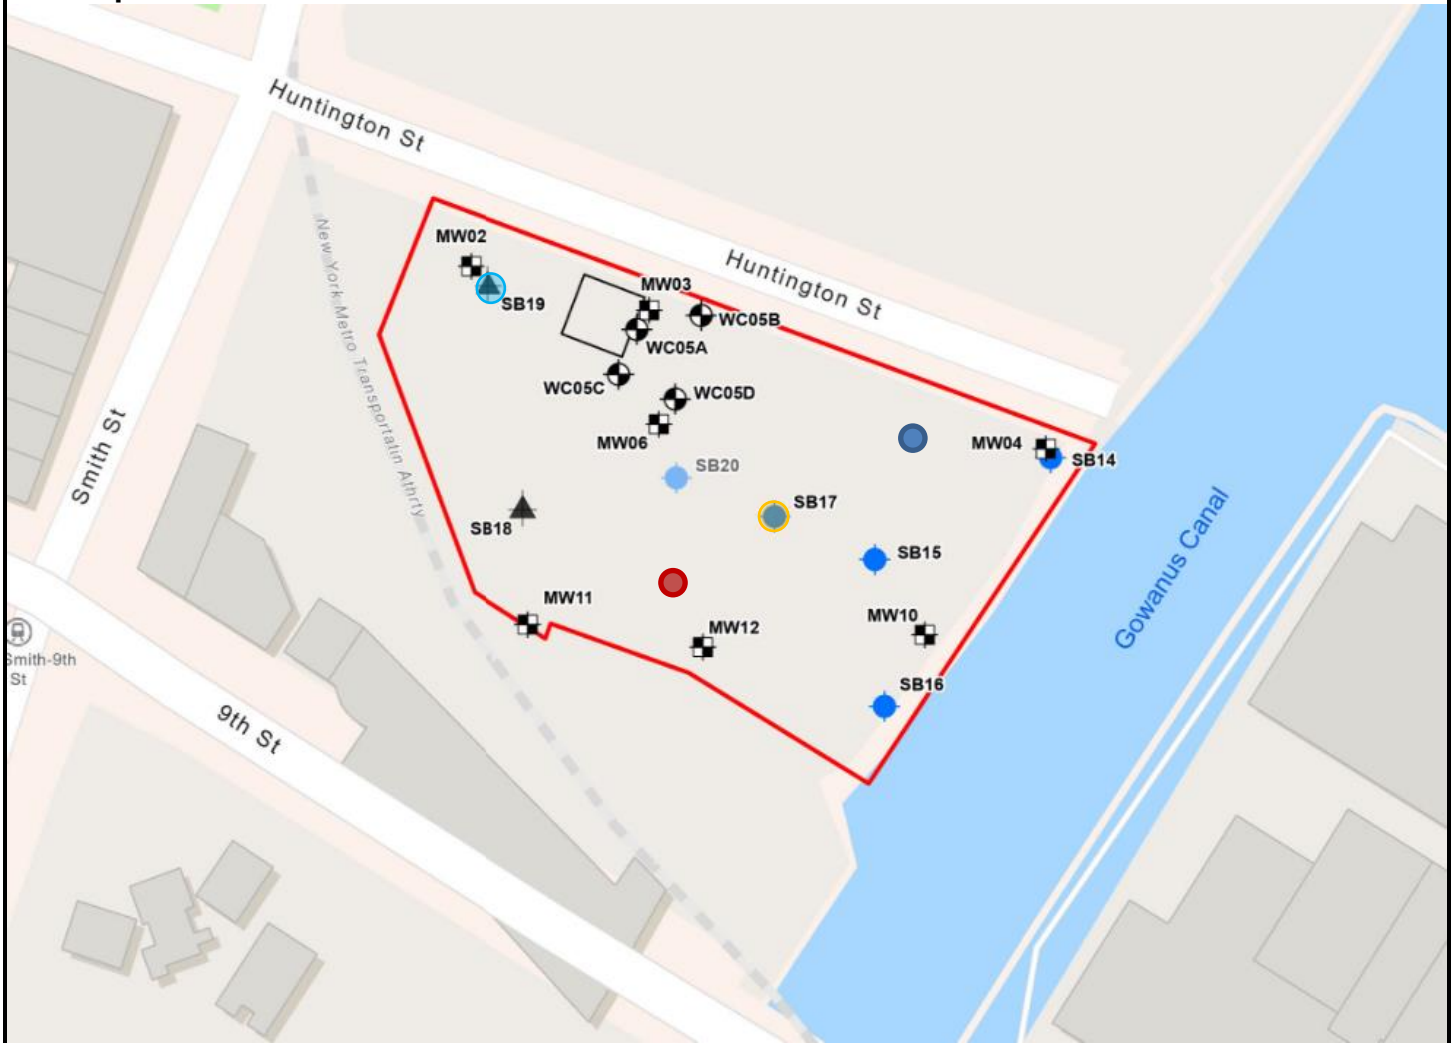 Huntington St
Huntington St
New York Metro Transportatin Athrty
MW02
SB19
MW03
WC05B
WC05A
WC05C
WC05D
MW06
MW04
SB14
SB20
SB17
SB18
SB15
MW11
MW12
MW10
SB16
Smith St
Gowanus Canal
Smith-9th
St
9th St